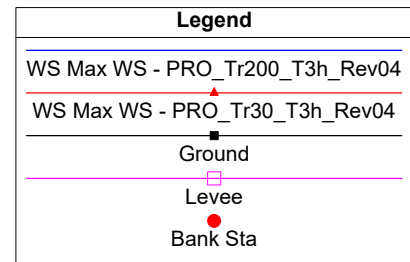 Legend
WS Max WS - PRO_Tr200_T3h_Rev04
WS Max WS - PRO_Tr30_T3h_Rev04
Ground
Levee
Bank Sta